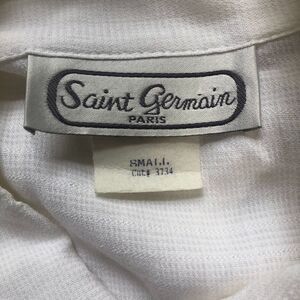 Saint Germain
PARIS
SMALL
Cut# 3734